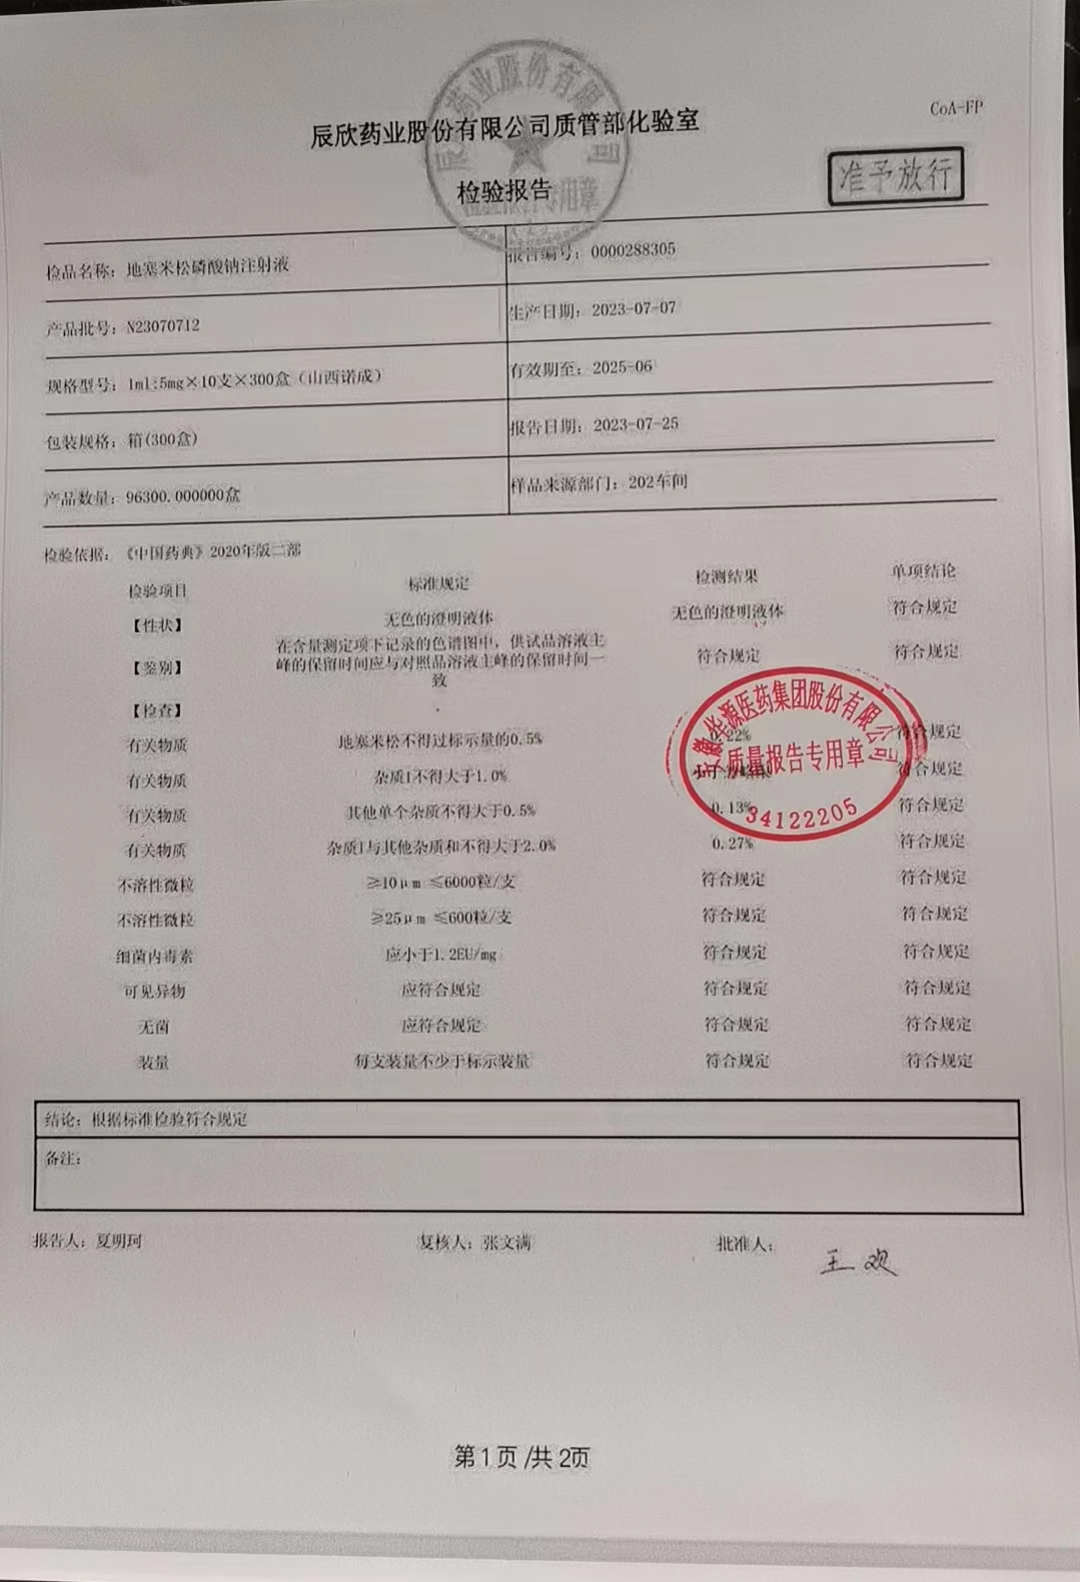 CoA-FP
辰欣药业股份有限公司质管部化验室
检验报告
准予放行
检品名称：地塞米松磷酸钠注射液 报告编号：0000288305
产品批号：N23070712 生产日期：2023-07-07
规格型号：1ml:5mg×10支×300盒（山西诺成） 有效期至：2025-06
包装规格：箱(300盒) 报告日期：2023-07-25
产品数量：96300.000000盒 样品来源部门：202车间
检验依据：《中国药典》2020年版二部
检验项目 标准规定 检测结果 单项结论
【性状】 无色的澄明液体 无色的澄明液体 符合规定
【鉴别】 在含量测定项下记录的色谱图中，供试品溶液主
峰的保留时间应与对照品溶液主峰的保留时间一
致 符合规定 符合规定
【检查】
有关物质 地塞米松不得过标示量的0.5% 0.22% 符合规定
有关物质 杂质I不得大于1.0% 符合规定
有关物质 其他单个杂质不得大于0.5% 0.13% 符合规定
有关物质 杂质I与其他杂质和不得大于2.0% 0.27% 符合规定
不溶性微粒 ≥10μm ≤6000粒/支 符合规定 符合规定
不溶性微粒 ≥25μm ≤600粒/支 符合规定 符合规定
细菌内毒素 应小于1.2EU/mg 符合规定 符合规定
可见异物 应符合规定 符合规定 符合规定
无菌 应符合规定 符合规定 符合规定
装量 每支装量不少于标示装量 符合规定 符合规定
安徽华源医药集团股份有限公司
质量报告专用章
34122205
结论：根据标准检验符合规定
备注：
报告人：夏明珂 复核人：张文满 批准人：王欢
第1页/共2页